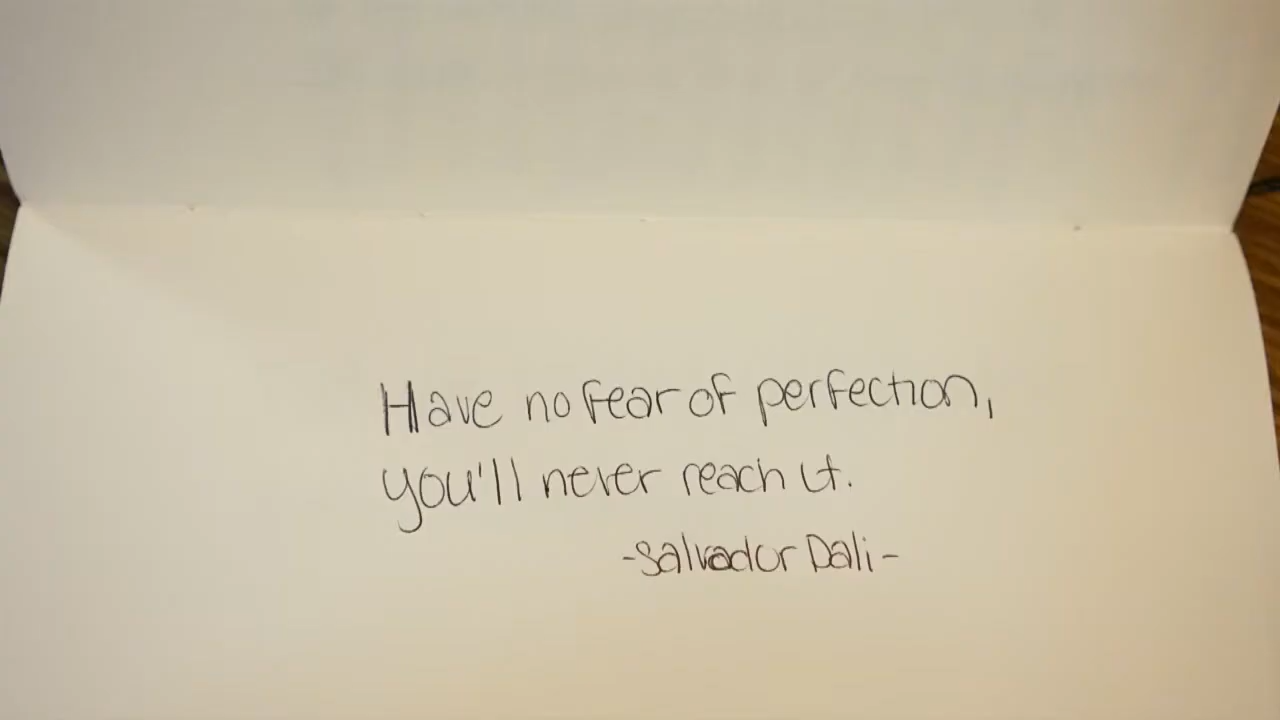 Have no fear of perfection,
you'll never reach it.
-Salvador Dali-